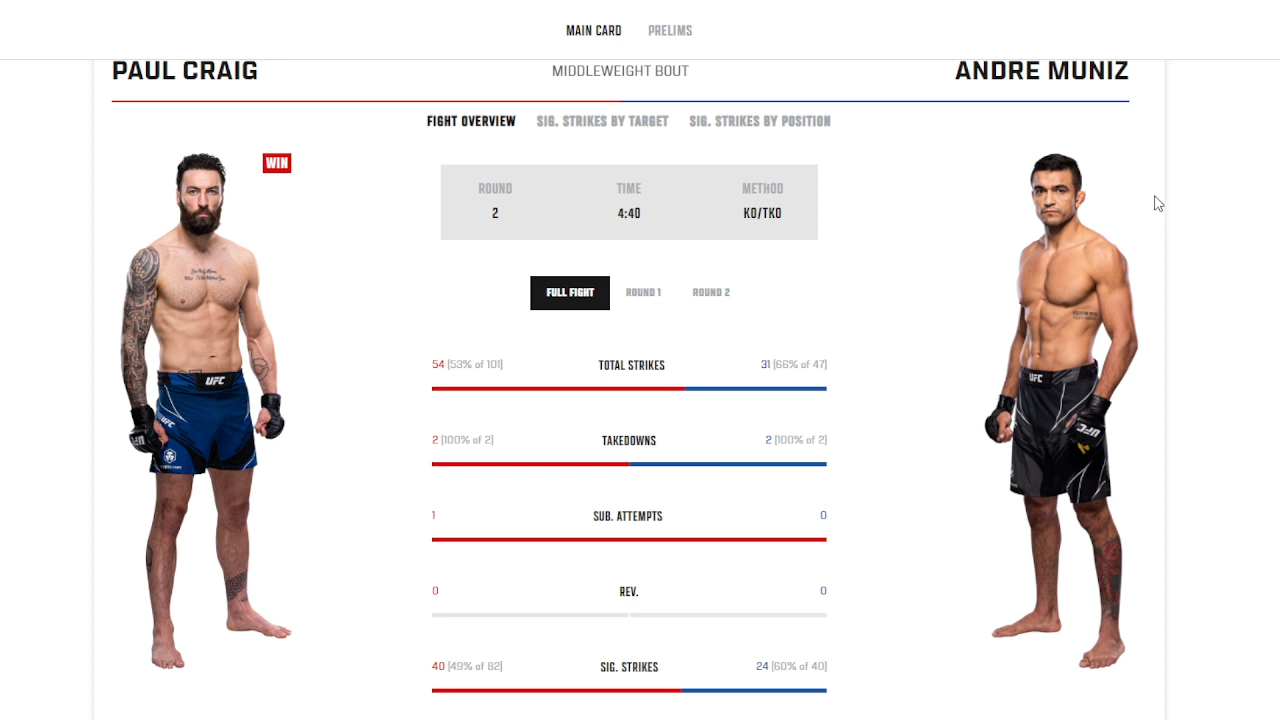 MAIN CARD PRELIMS
PAUL CRAIG MIDDLEWEIGHT BOUT ANDRE MUNIZ
FIGHT OVERVIEW SIG. STRIKES BY TARGET SIG. STRIKES BY POSITION
WIN
ROUND TIME METHOD
2 4:40 KO/TKO
FULL FIGHT ROUND 1 ROUND 2
54 [53% of 101] TOTAL STRIKES 31 [66% of 47]
2 [100% of 2] TAKEDOWNS 2 [100% of 2]
1 SUB. ATTEMPTS 0
0 REV. 0
40 [49% of 82] SIG. STRIKES 24 [60% of 40]
UFC
UFC
UFC
UFC
UFC